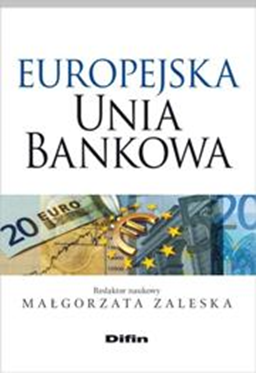 EUROPEJSKA
UNIA
BANKOWA
20 EURO
20
Redaktor naukowy
MAŁGORZATA ZALESKA
Difin